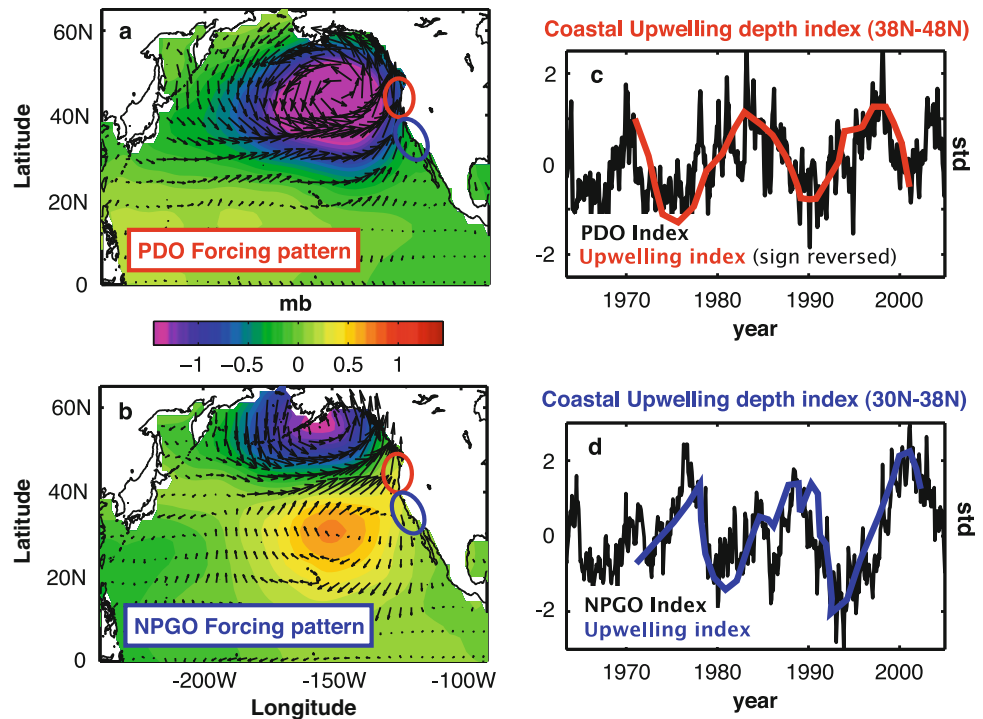 a
60N
40N
20N
0
Latitude
PDO Forcing pattern
mb
−1 −0.5 0 0.5 1
b
60N
40N
20N
0
Latitude
NPGO Forcing pattern
-200W -150W -100W
Longitude
Coastal Upwelling depth index (38N-48N)
c
2
0
-2
std
PDO Index
Upwelling index (sign reversed)
1970 1980 1990 2000
year
Coastal Upwelling depth index (30N-38N)
d
2
0
-2
std
NPGO Index
Upwelling index
1970 1980 1990 2000
year